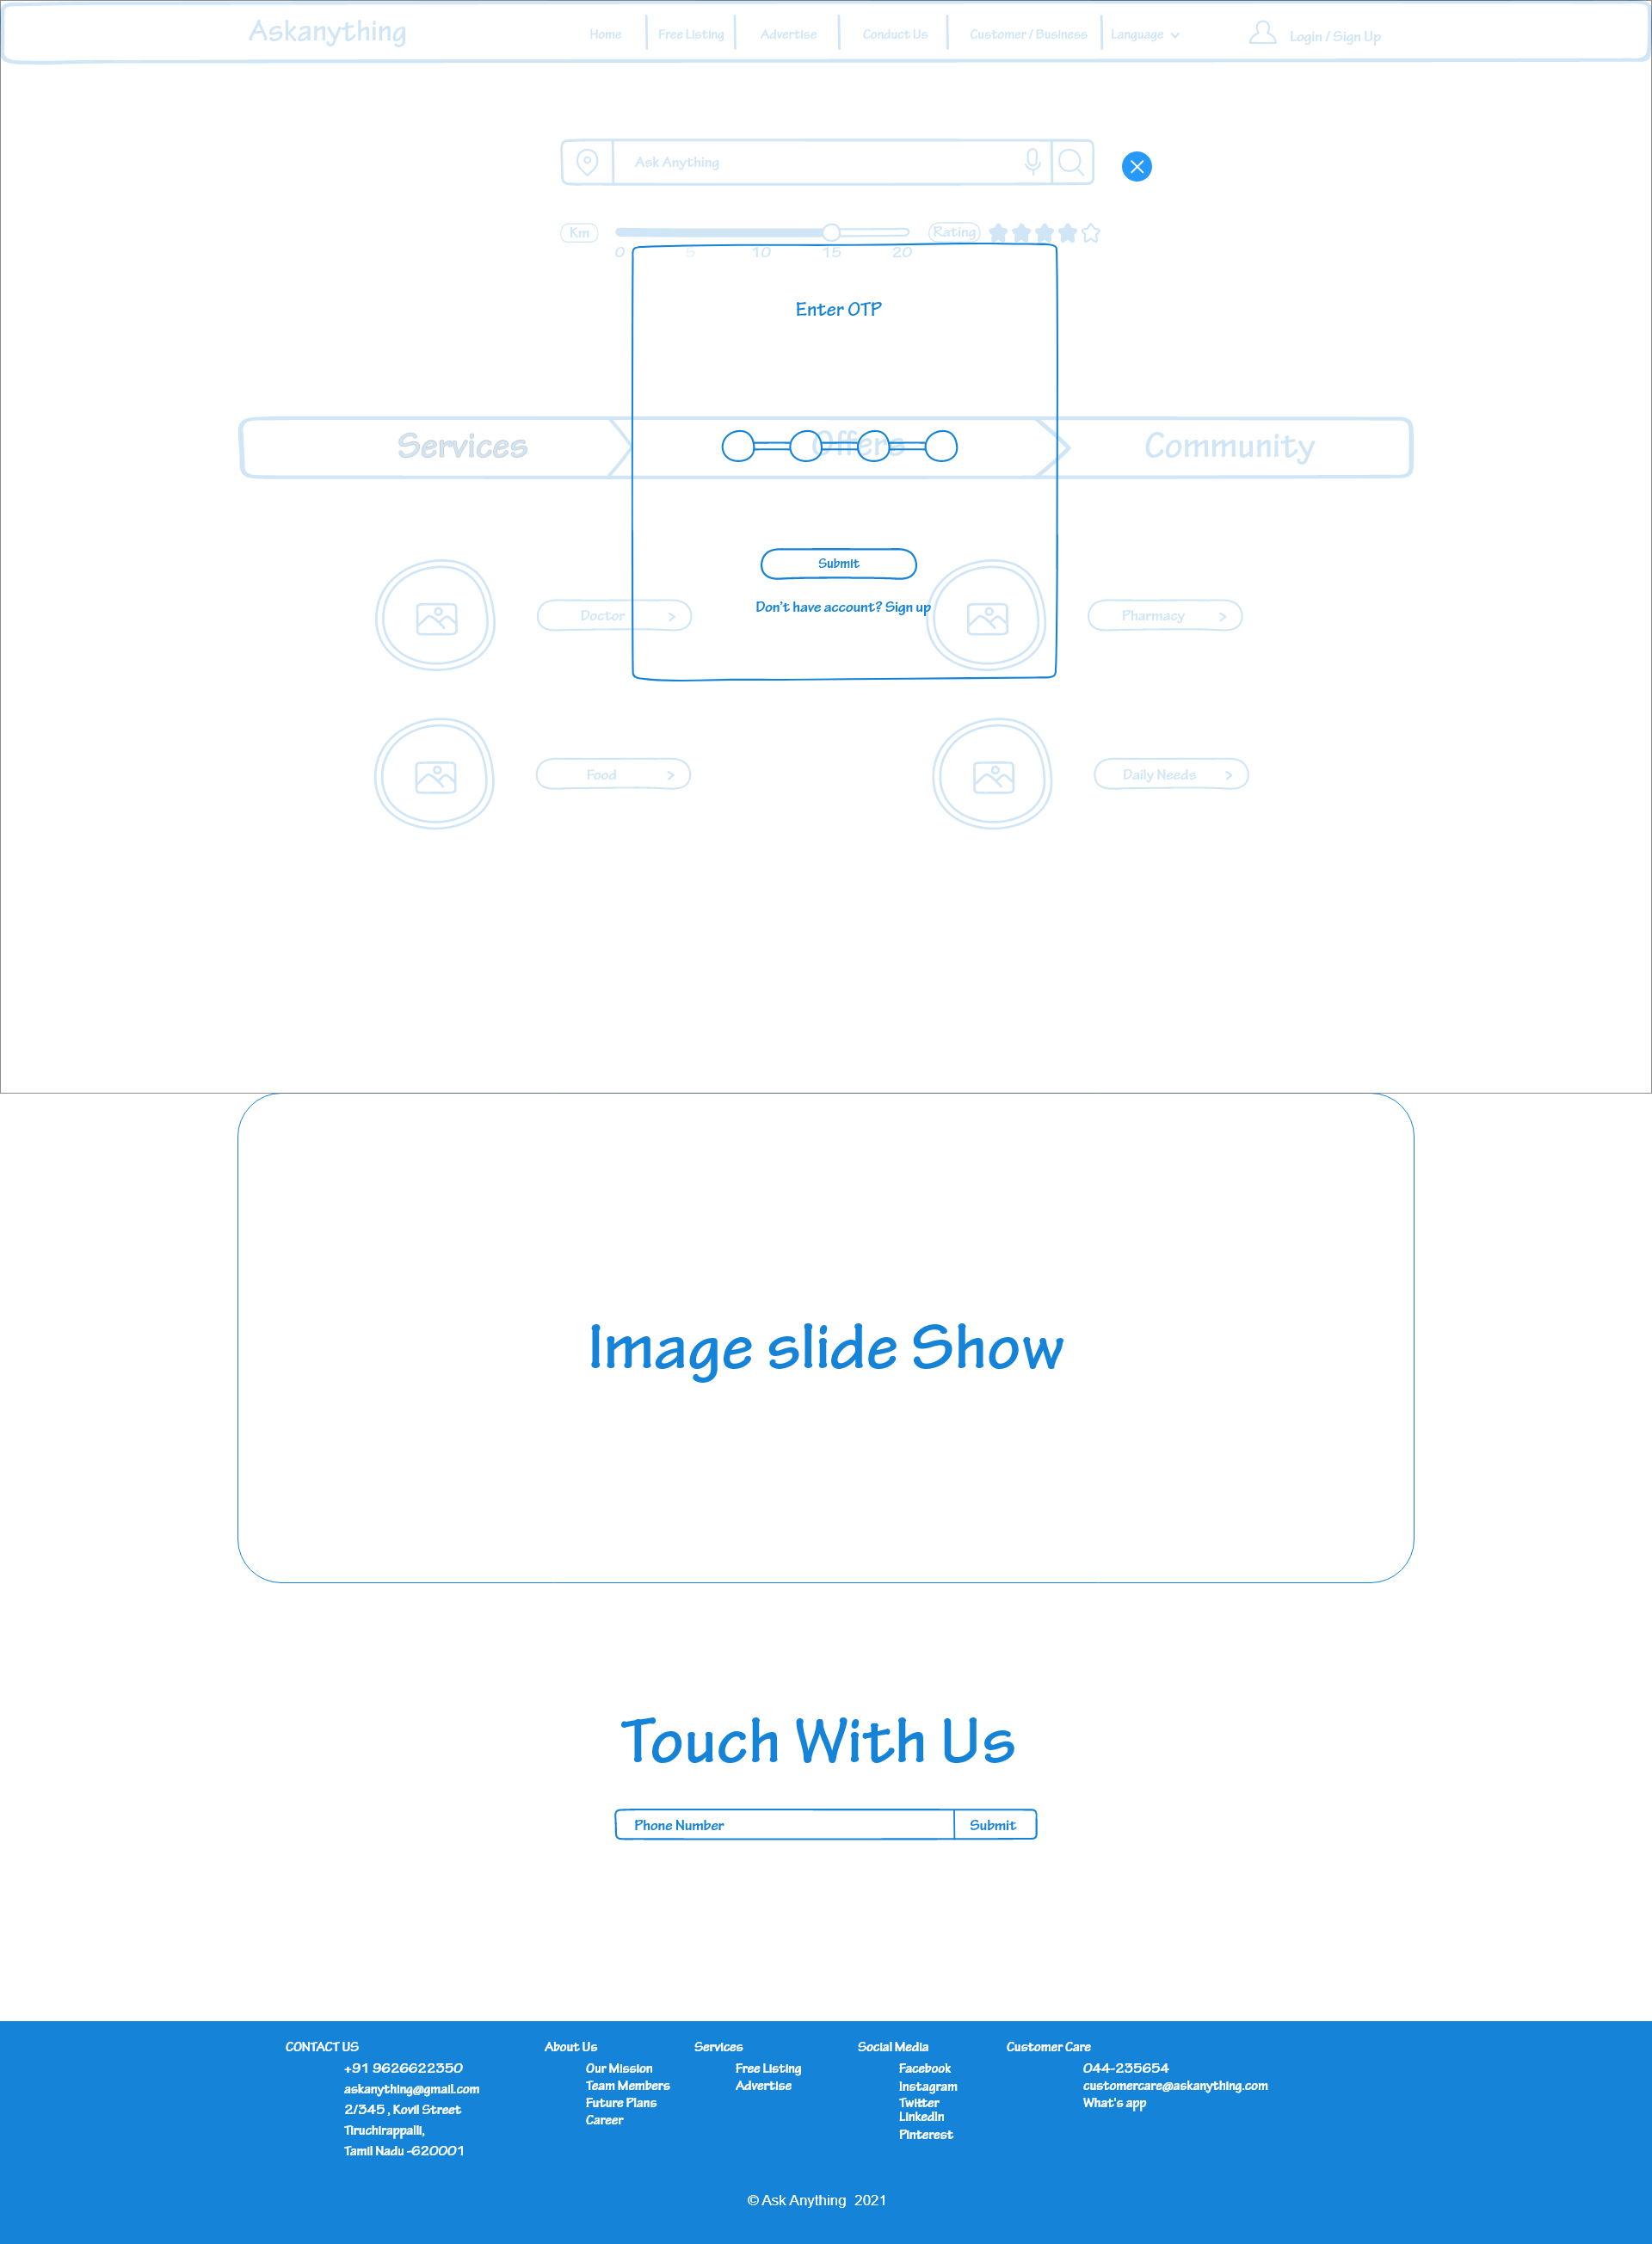 Askanything
Home Free Listing Advertise Conduct Us Customer / Business Language Login / Sign Up
Ask Anything
Km Rating
0 5 10 15 20
Enter OTP
Services Offers Community
Submit
Don't have account? Sign up
Doctor Pharmacy
Food Daily Needs
Image slide Show
Touch With Us
Phone Number Submit
CONTACT US
+91 9626622350
askanything@gmail.com
2/345 , Kovil Street
Tiruchirappalli,
Tamil Nadu -620001
About Us
Our Mission
Team Members
Future Plans
Career
Services
Free Listing
Advertise
Social Media
Facebook
Instagram
Twitter
LinkedIn
Pinterest
Customer Care
044-235654
customercare@askanything.com
What's app
© Ask Anything 2021